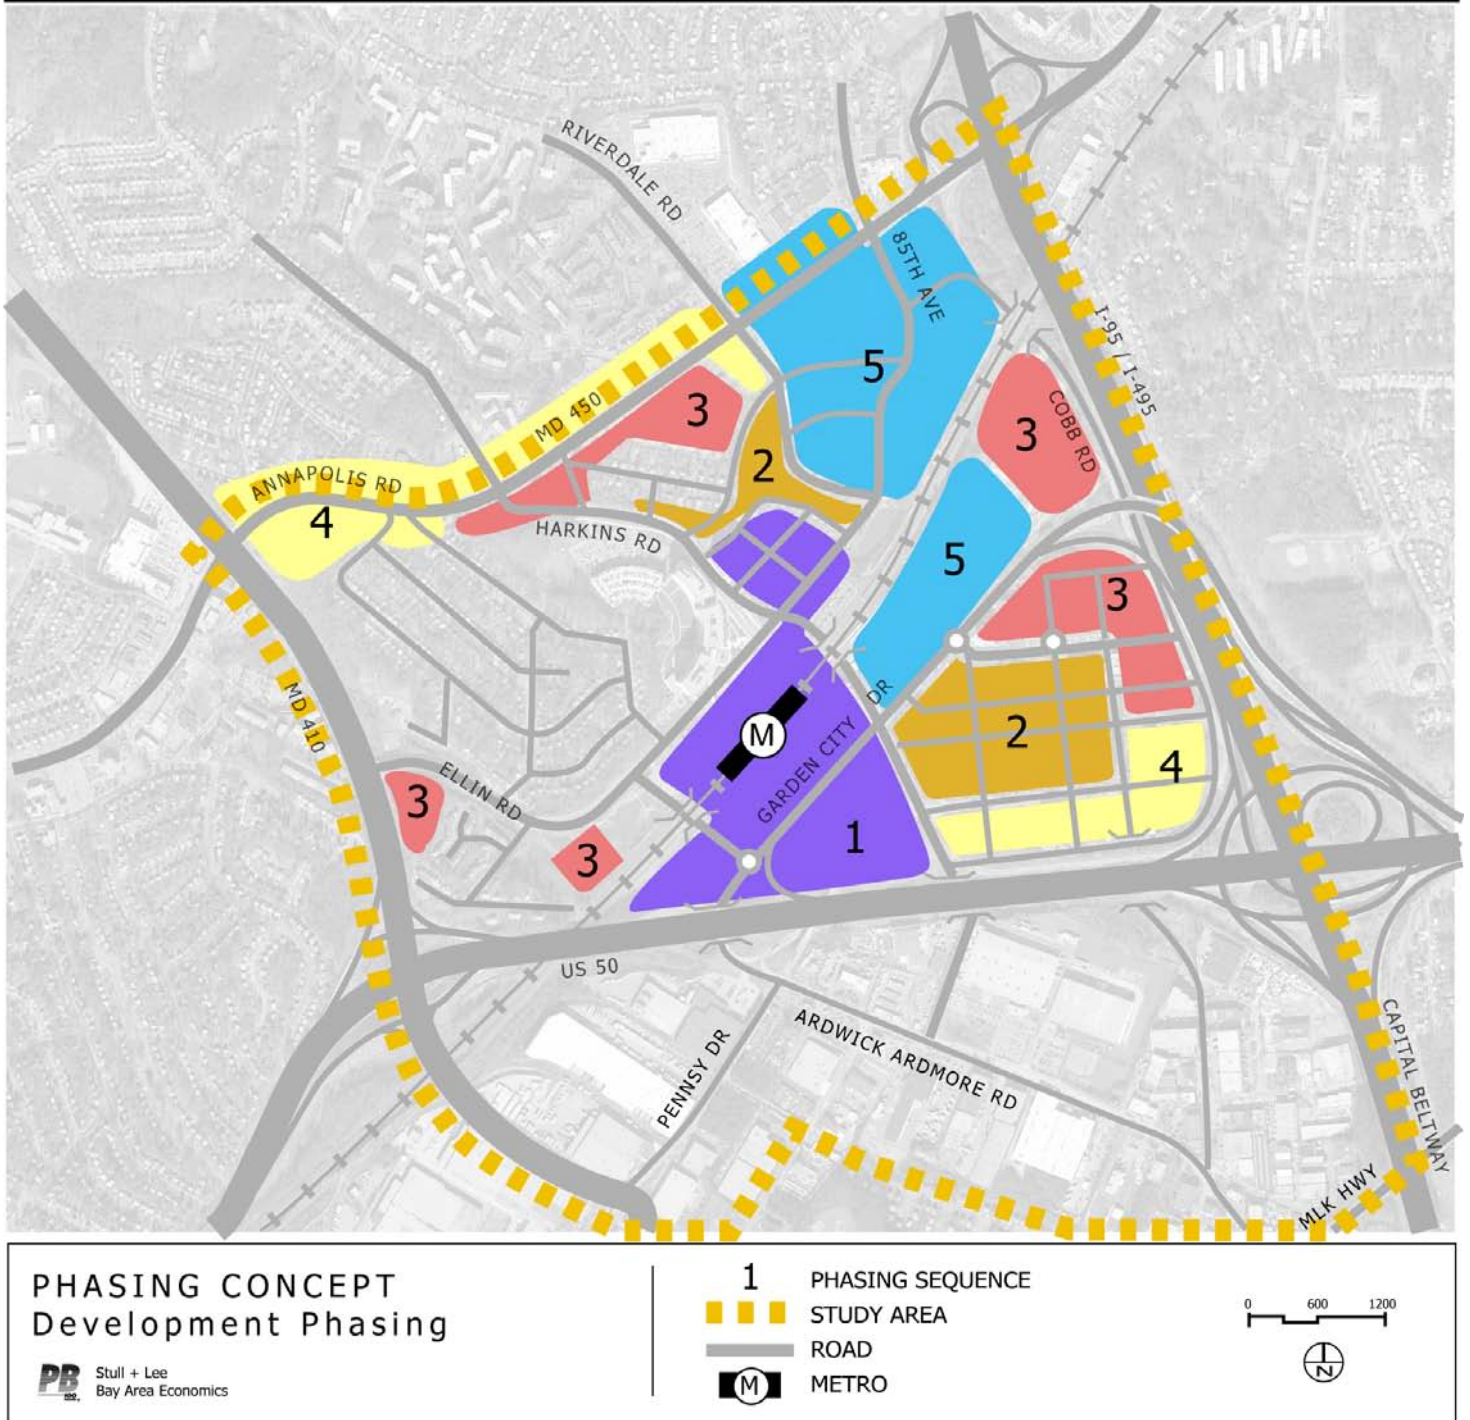 RIVERDALE RD
85TH AVE
I-95 / I-495
5
MD 450
3
3
COBB RD
ANNAPOLIS RD
2
4
HARKINS RD
5
3
MD 410
DR
M
2
GARDEN CITY
4
ELLIN RD
3
1
3
US 50
CAPITAL BELTWAY
ARDWICK ARDMORE RD
PENNSY DR
MLK HWY
PHASING CONCEPT
Development Phasing
PB
Stull + Lee
Bay Area Economics
1 PHASING SEQUENCE
STUDY AREA
ROAD
M METRO
0 600 1200
N